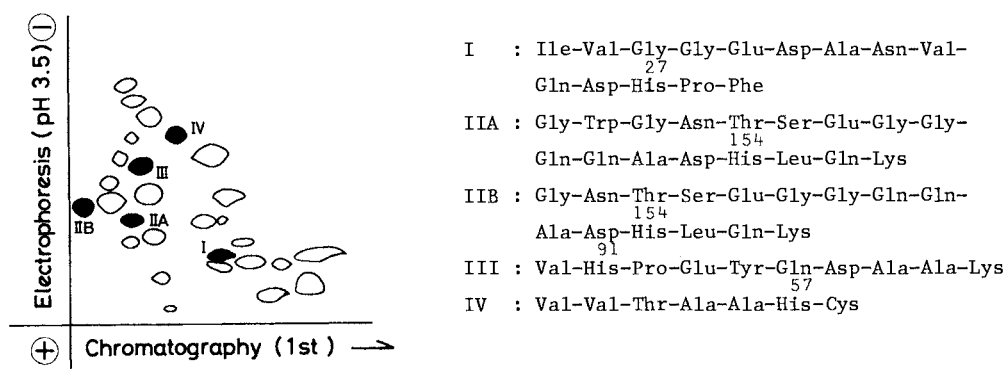 Electrophoresis (pH 3.5) ⊖
IV
III
IIB
IIA
I
⊕ Chromatography (1st) →
I : Ile-Val-Gly-Gly-Glu-Asp-Ala-Asn-Val-
27
Gln-Asp-His-Pro-Phe
IIA : Gly-Trp-Gly-Asn-Thr-Ser-Glu-Gly-Gly-
154
Gln-Gln-Ala-Asp-His-Leu-Gln-Lys
IIB : Gly-Asn-Thr-Ser-Glu-Gly-Gly-Gln-Gln-
154
Ala-Asp-His-Leu-Gln-Lys
91
III : Val-His-Pro-Glu-Tyr-Gln-Asp-Ala-Ala-Lys
57
IV : Val-Val-Thr-Ala-Ala-His-Cys